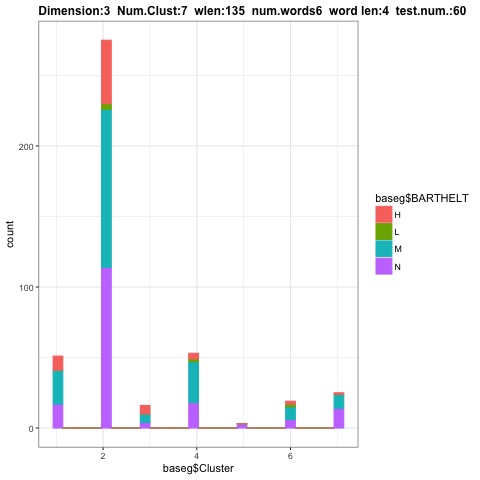 Dimension:3 Num.Clust:7 wlen:135 num.words6 word len:4 test.num.:60
count
200
100
0
2 4 6
baseg$Cluster
baseg$BARTHELT
H
L
M
N